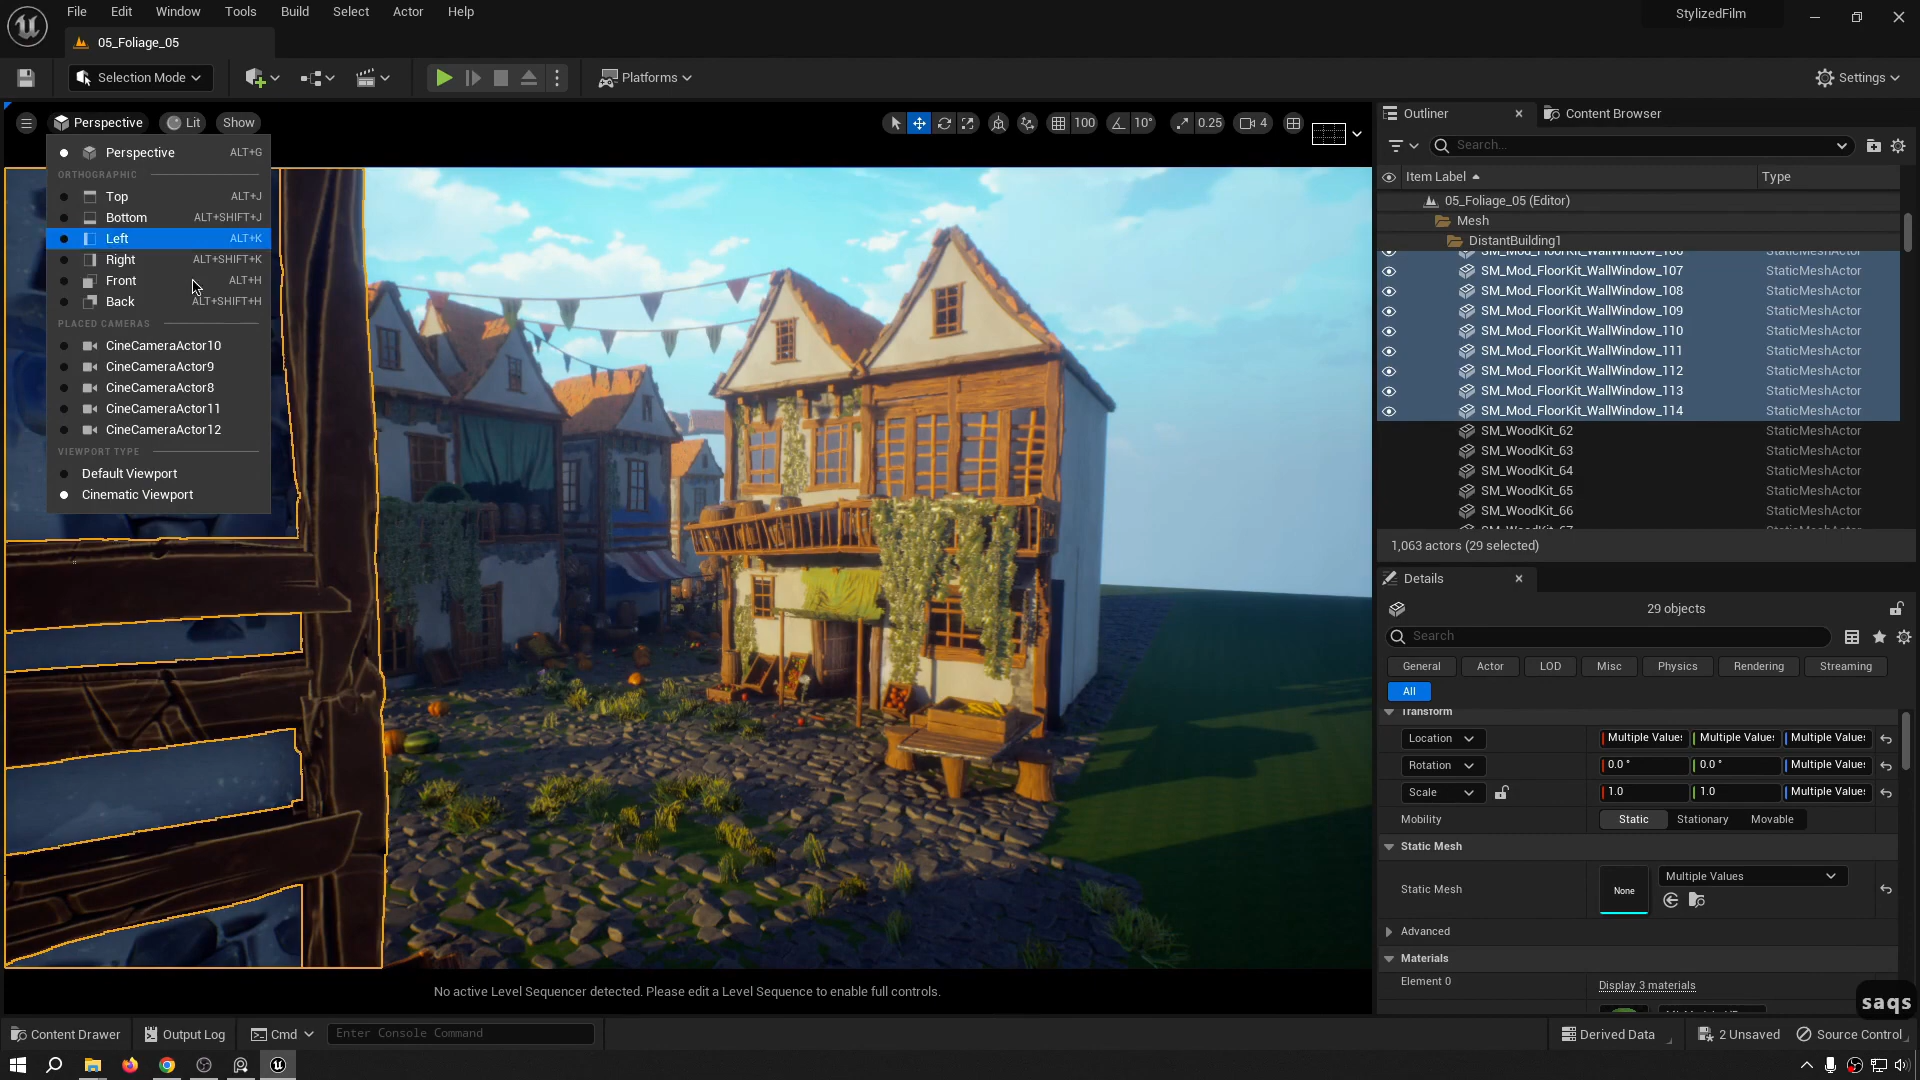 File Edit Window Tools Build Select Actor Help
StylizedFilm
05_Foliage_05
Selection Mode
Platforms
Settings
Perspective Lit Show
100 10° 0.25 4
Perspective ALT+G
ORTHOGRAPHIC
Top ALT+J
Bottom ALT+SHIFT+J
Left ALT+K
Right ALT+SHIFT+K
Front ALT+H
Back ALT+SHIFT+H
PLACED CAMERAS
CineCameraActor10
CineCameraActor9
CineCameraActor8
CineCameraActor11
CineCameraActor12
VIEWPORT TYPE
Default Viewport
Cinematic Viewport
No active Level Sequencer detected. Please edit a Level Sequence to enable full controls.
Outliner Content Browser
Search...
Item Label Type
05_Foliage_05 (Editor)
Mesh
DistantBuilding1
SM_Mod_FloorKit_WallWindow_107 StaticMeshActor
SM_Mod_FloorKit_WallWindow_108 StaticMeshActor
SM_Mod_FloorKit_WallWindow_109 StaticMeshActor
SM_Mod_FloorKit_WallWindow_110 StaticMeshActor
SM_Mod_FloorKit_WallWindow_111 StaticMeshActor
SM_Mod_FloorKit_WallWindow_112 StaticMeshActor
SM_Mod_FloorKit_WallWindow_113 StaticMeshActor
SM_Mod_FloorKit_WallWindow_114 StaticMeshActor
SM_WoodKit_62 StaticMeshActor
SM_WoodKit_63 StaticMeshActor
SM_WoodKit_64 StaticMeshActor
SM_WoodKit_65 StaticMeshActor
SM_WoodKit_66 StaticMeshActor
1,063 actors (29 selected)
Details
29 objects
Search
General Actor LOD Misc Physics Rendering Streaming
All
Transform
Location Multiple Values Multiple Values Multiple Values
Rotation 0.0 ° 0.0 ° Multiple Values
Scale 1.0 1.0 Multiple Values
Mobility Static Stationary Movable
Static Mesh
Static Mesh None Multiple Values
Advanced
Materials
Element 0 Display 3 materials
saqs
Content Drawer Output Log Cmd Enter Console Command Derived Data 2 Unsaved Source Control